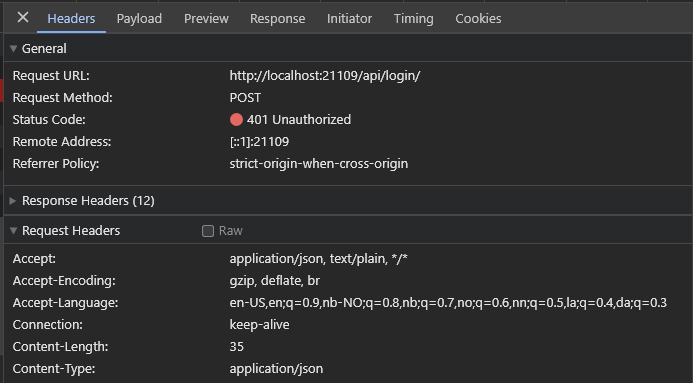 Headers Payload Preview Response Initiator Timing Cookies
General
Request URL: http://localhost:21109/api/login/
Request Method: POST
Status Code: 401 Unauthorized
Remote Address: [::1]:21109
Referrer Policy: strict-origin-when-cross-origin
Response Headers (12)
Request Headers Raw
Accept: application/json, text/plain, */*
Accept-Encoding: gzip, deflate, br
Accept-Language: en-US,en;q=0.9,nb-NO;q=0.8,nb;q=0.7,no;q=0.6,nn;q=0.5,la;q=0.4,da;q=0.3
Connection: keep-alive
Content-Length: 35
Content-Type: application/json